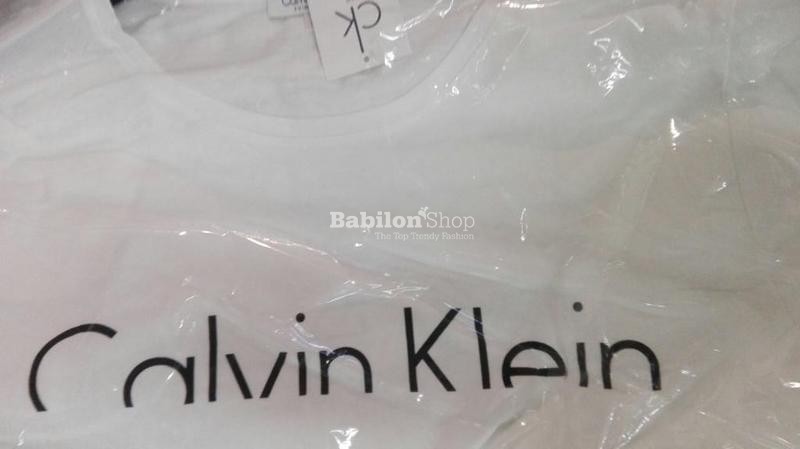 ck
Babilon Shop
The Top Trendy Fashion
Calvin Klein